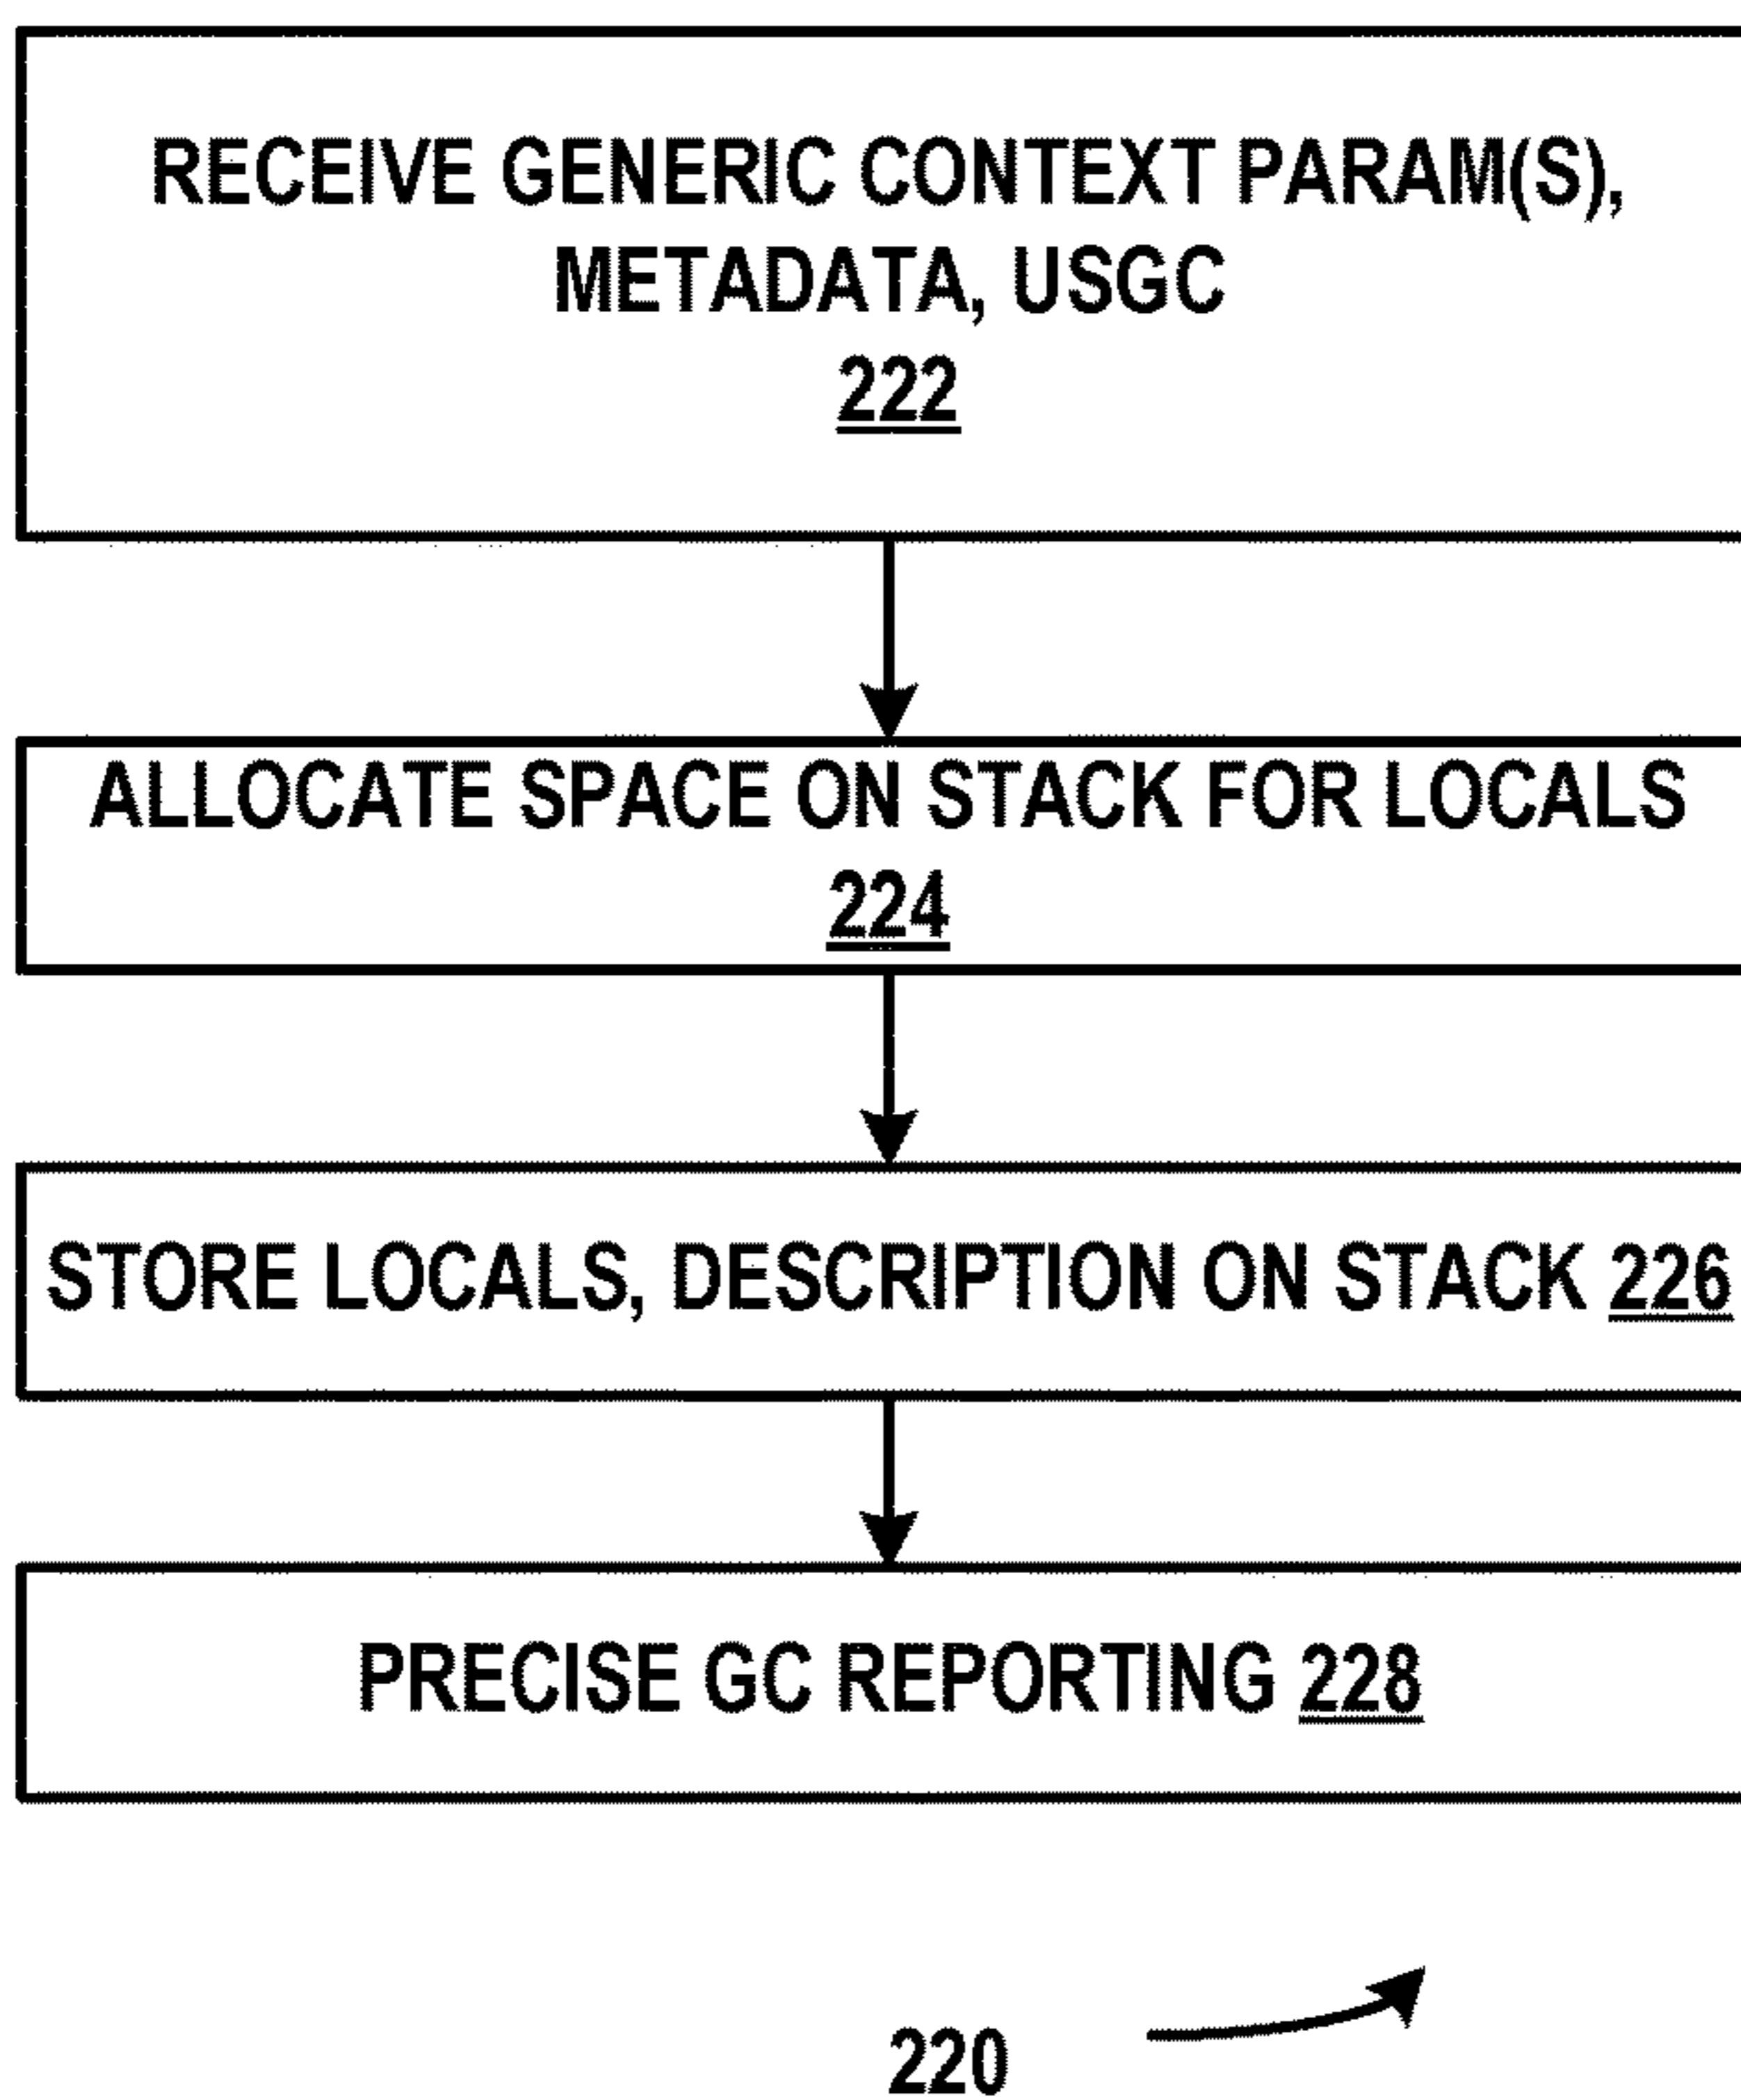 RECEIVE GENERIC CONTEXT PARAM(S),
METADATA, USGC
222
ALLOCATE SPACE ON STACK FOR LOCALS
224
STORE LOCALS, DESCRIPTION ON STACK 226
PRECISE GC REPORTING 228
220